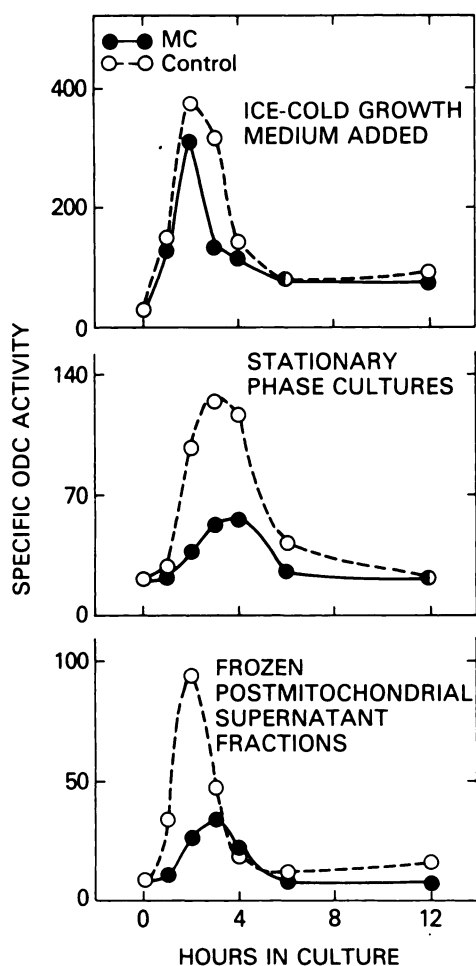 MC
Control
400
200
0
ICE-COLD GROWTH
MEDIUM ADDED
SPECIFIC ODC ACTIVITY
140
70
0
STATIONARY
PHASE CULTURES
100
50
0
FROZEN
POSTMITOCHONDRIAL
SUPERNATANT
FRACTIONS
0 4 8 12
HOURS IN CULTURE